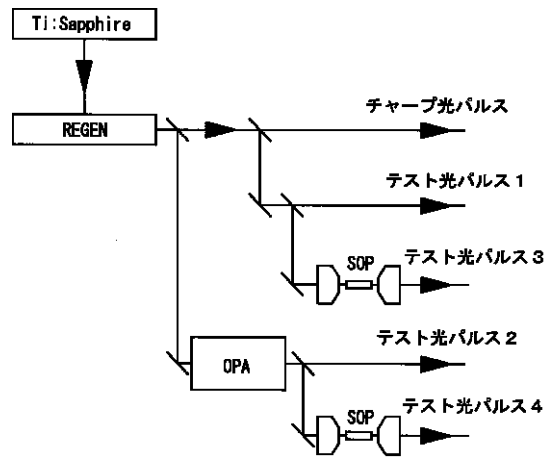 Ti:Sapphire
REGEN
チャープ光パルス
テスト光パルス1
SOP
テスト光パルス3
OPA
テスト光パルス2
SOP
テスト光パルス4